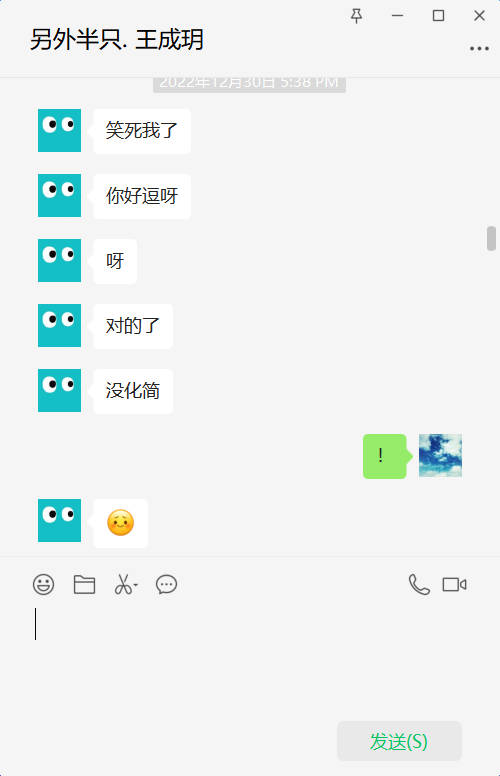 另外半只. 王成玥
2022年12月30日 5:38 PM
笑死我了
你好逗呀
呀
对的了
没化简
！
发送(S)